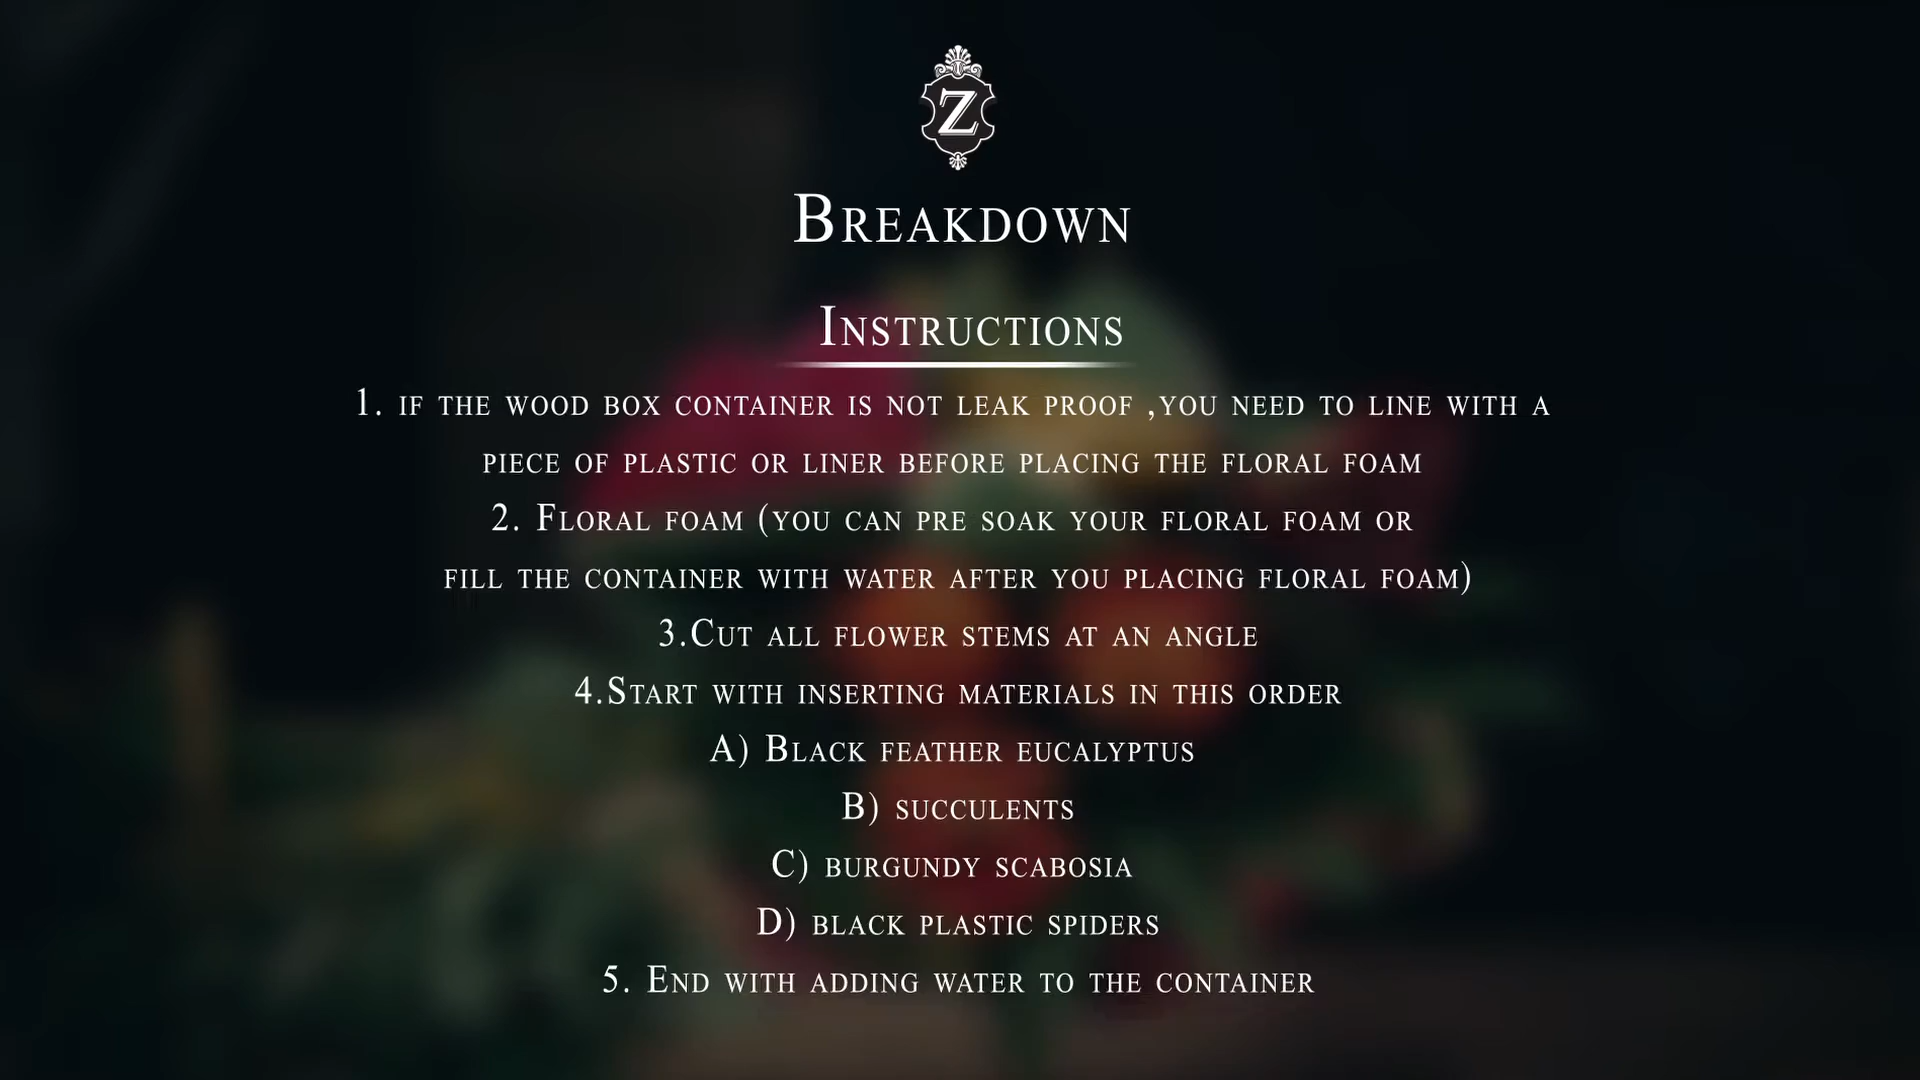 Z
Breakdown
Instructions
1. if the wood box container is not leak proof ,you need to line with a
piece of plastic or liner before placing the floral foam
2. Floral foam (you can pre soak your floral foam or
fill the container with water after you placing floral foam)
3.Cut all flower stems at an angle
4.Start with inserting materials in this order
A) Black feather eucalyptus
B) succulents
C) burgundy scabosia
D) black plastic spiders
5. End with adding water to the container